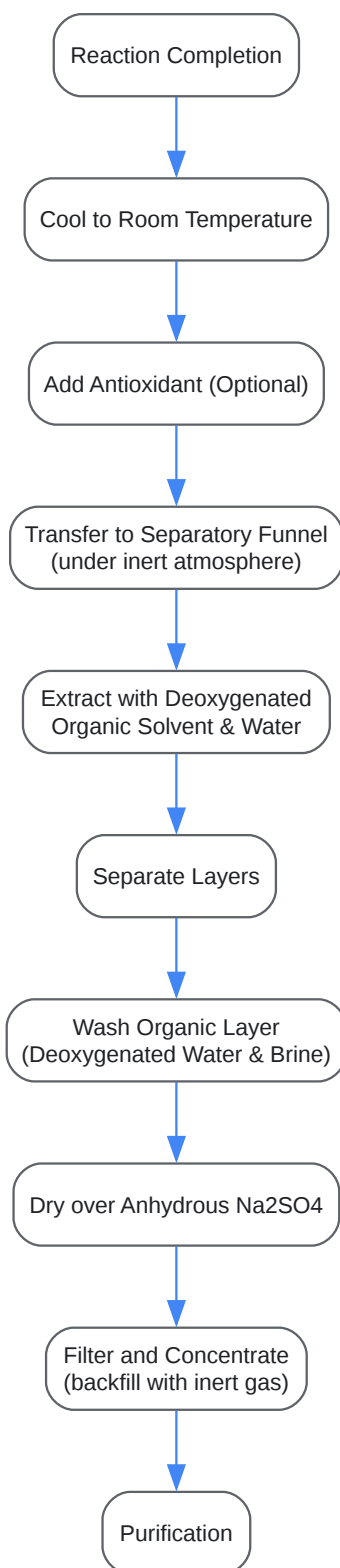 Reaction Completion
Cool to Room Temperature
Add Antioxidant (Optional)
Transfer to Separatory Funnel
(under inert atmosphere)
Extract with Deoxygenated
Organic Solvent & Water
Separate Layers
Wash Organic Layer
(Deoxygenated Water & Brine)
Dry over Anhydrous Na2SO4
Filter and Concentrate
(backfill with inert gas)
Purification